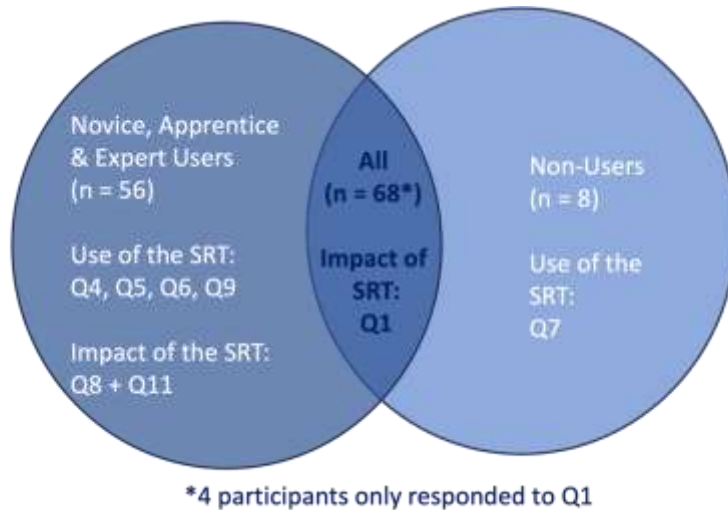 Novice, Apprentice
& Expert Users
(n = 56)
Use of the SRT:
Q4, Q5, Q6, Q9
Impact of the SRT:
Q8 + Q11
All
(n = 68*)
Impact of
SRT:
Q1
Non-Users
(n = 8)
Use of the
SRT:
Q7
*4 participants only responded to Q1